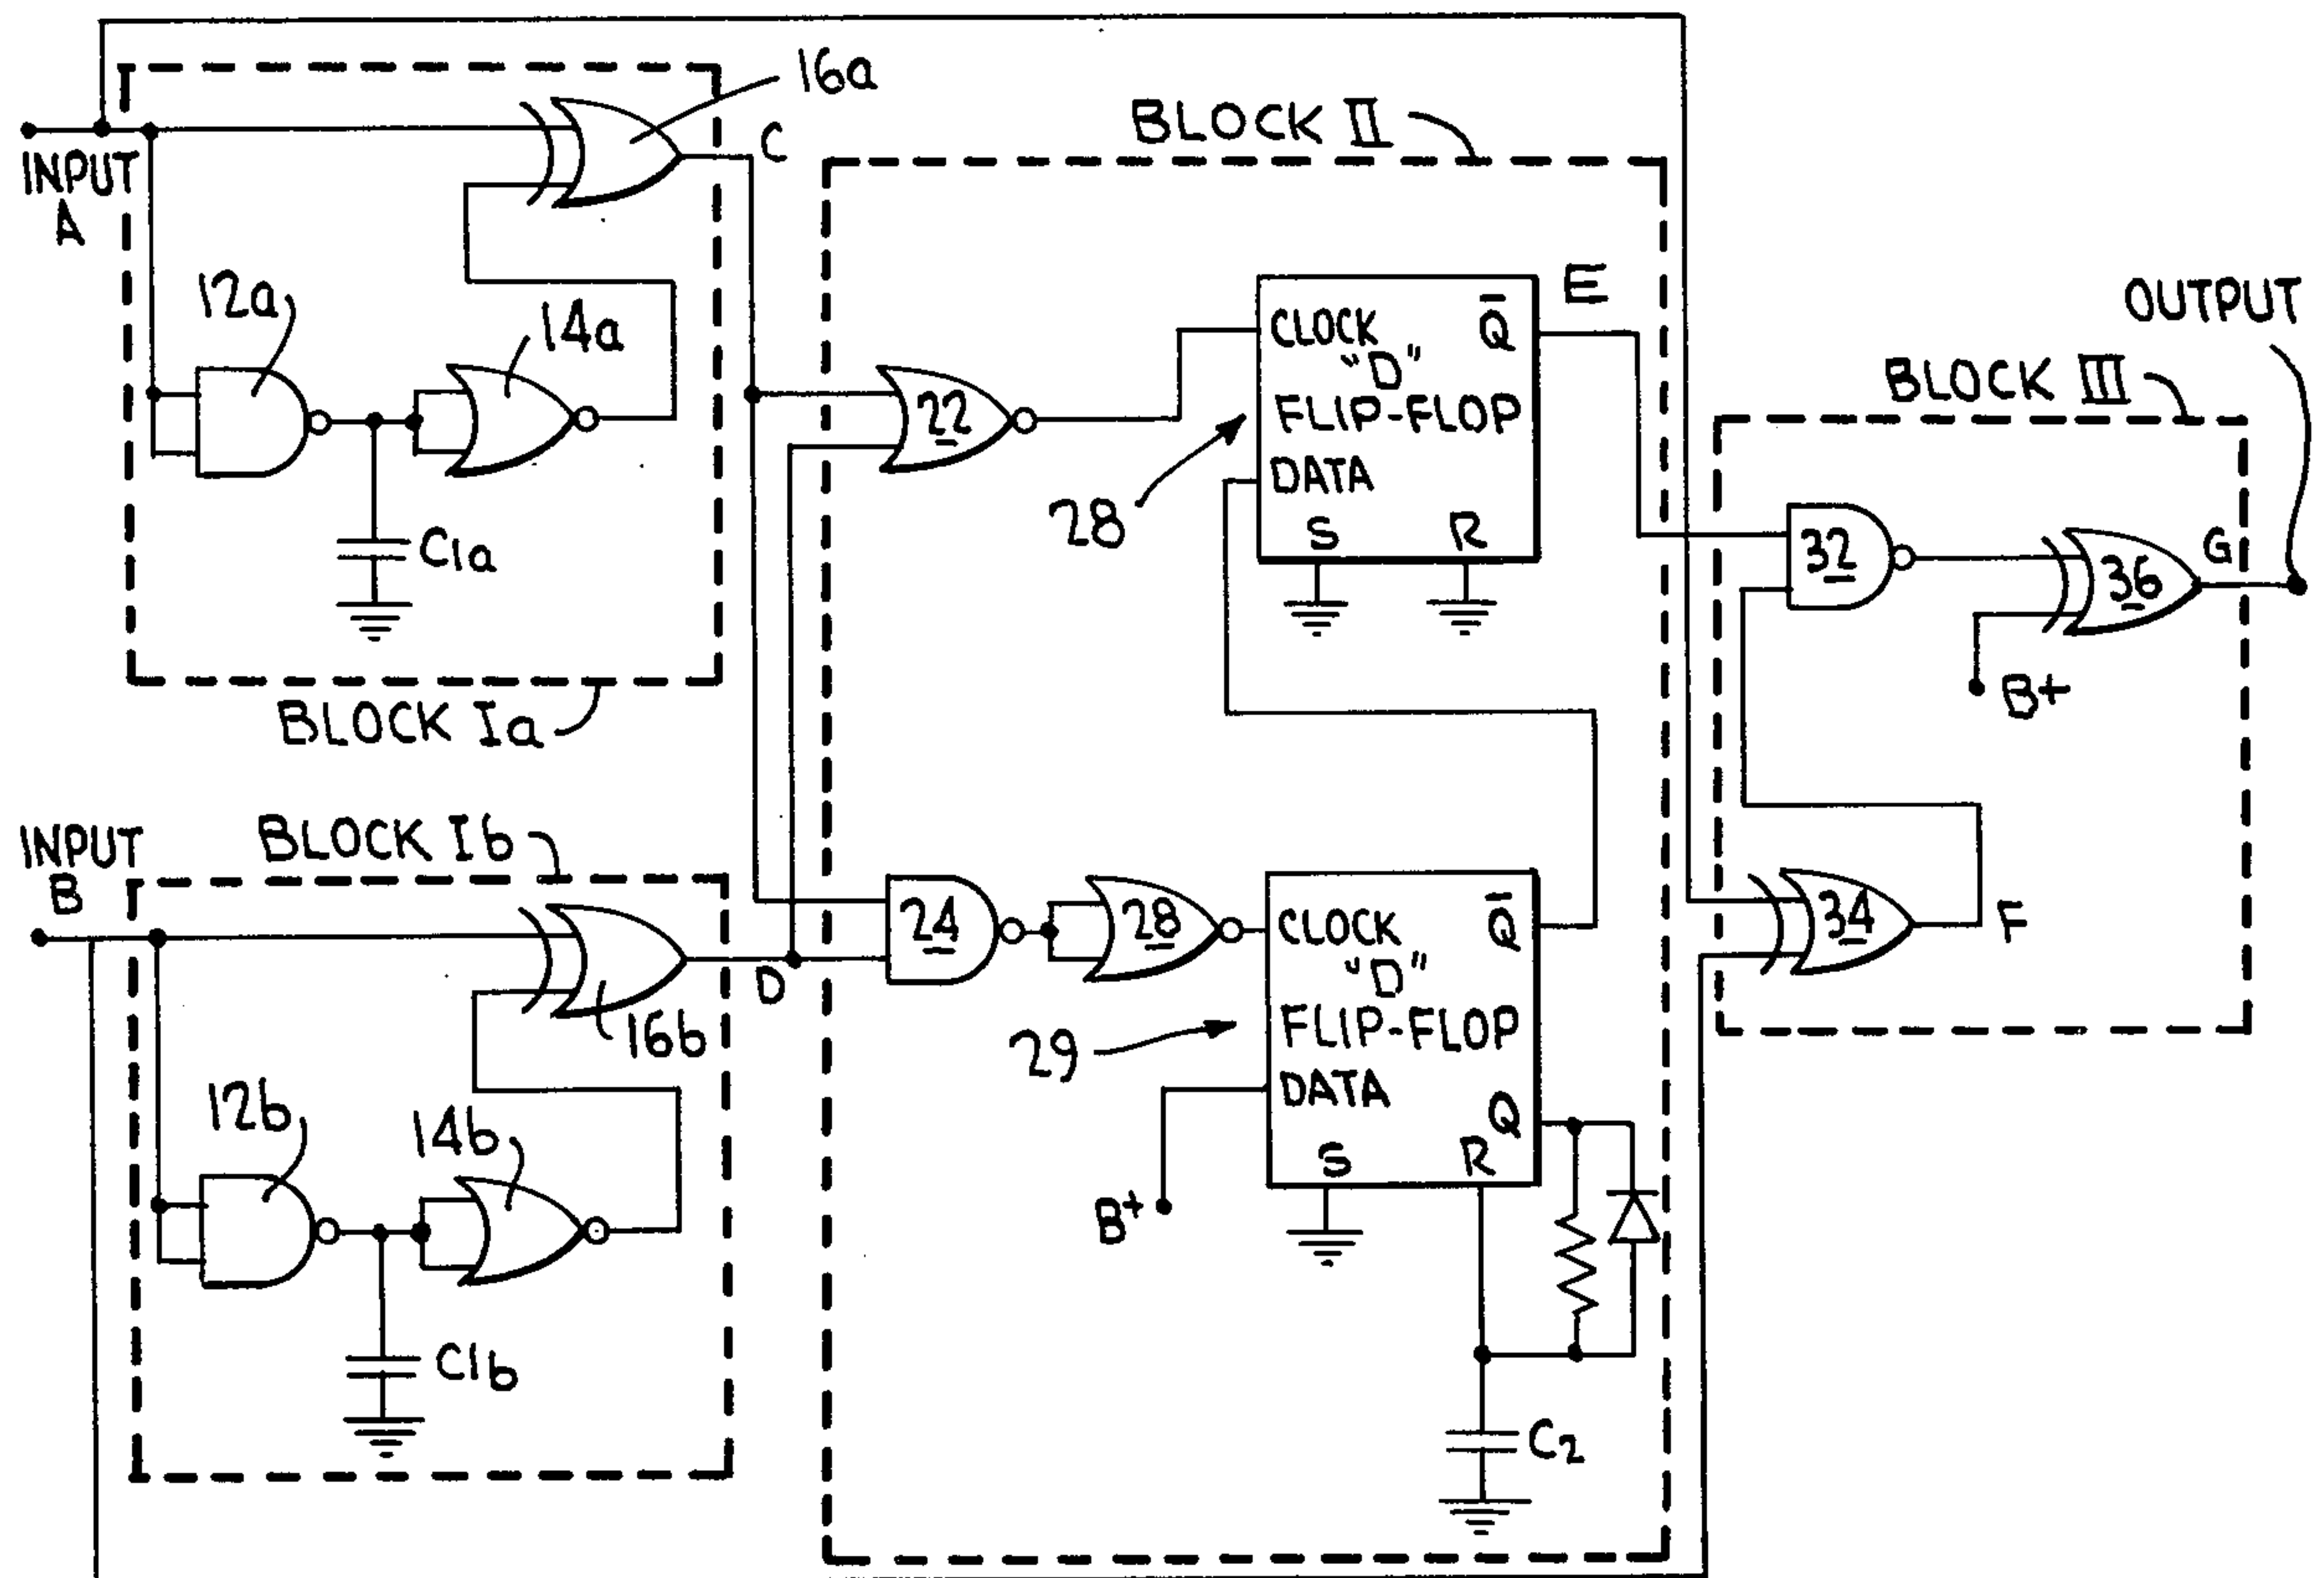 INPUT
A
16a
C
12a
14a
C1a
BLOCK Ia
BLOCK II
22
CLOCK Q̅
"D"
FLIP-FLOP
DATA
S R
28
E
OUTPUT
BLOCK III
32
36
G
B+
34
F
INPUT
B
BLOCK Ib
16b
D
12b
14b
C1b
24
28
CLOCK Q̅
"D"
FLIP-FLOP
DATA
Q
S R
29
B+
C2